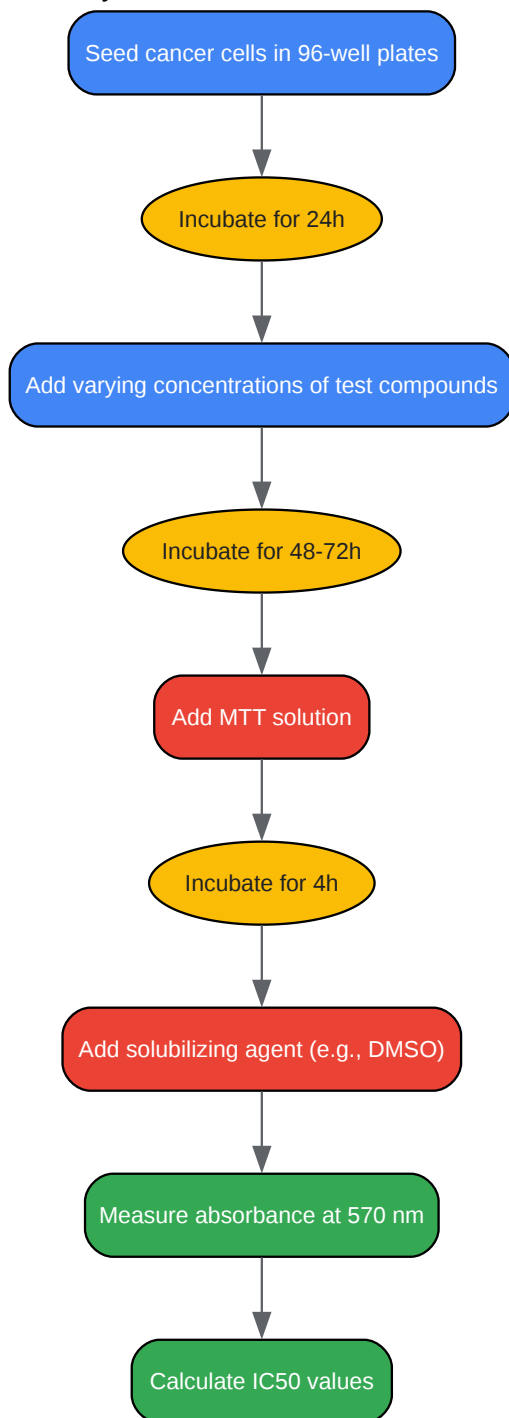 Seed cancer cells in 96-well plates
Incubate for 24h
Add varying concentrations of test compounds
Incubate for 48-72h
Add MTT solution
Incubate for 4h
Add solubilizing agent (e.g., DMSO)
Measure absorbance at 570 nm
Calculate IC50 values